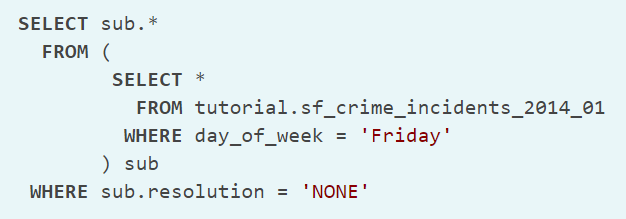 SELECT sub.*
FROM (
SELECT *
FROM tutorial.sf_crime_incidents_2014_01
WHERE day_of_week = 'Friday'
) sub
WHERE sub.resolution = 'NONE'